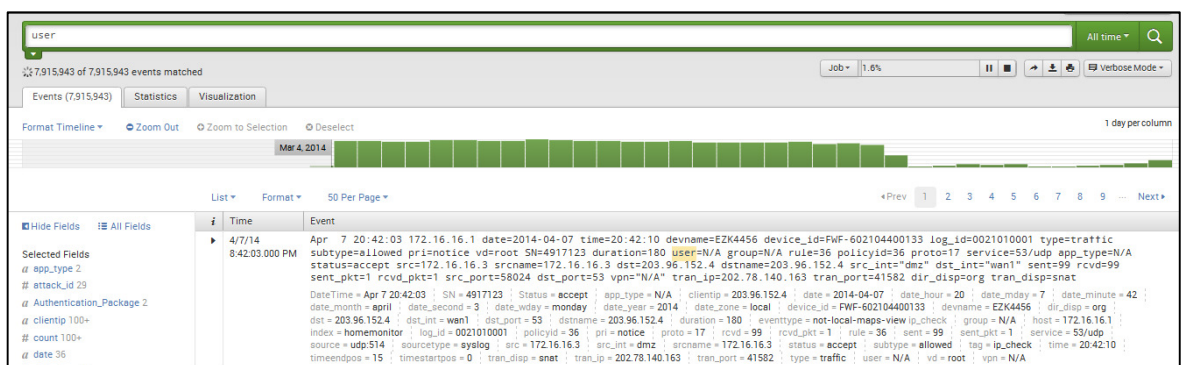 user
All time
7,915,943 of 7,915,943 events matched
Job 1.6% Verbose Mode
Events (7,915,943) Statistics Visualization
Format Timeline Zoom Out Zoom to Selection Deselect 1 day per column
Mar 4, 2014
List Format 50 Per Page Prev 1 2 3 4 5 6 7 8 9 ... Next
Hide Fields All Fields
Selected Fields
a app_type 2
# attack_id 29
a Authentication_Package 2
a clientip 100+
# count 100+
a date 36
i Time Event
4/7/14
8:42:03.000 PM
Apr 7 20:42:03 172.16.16.1 date=2014-04-07 time=20:42:10 devname=EZK4456 device_id=FWF-602104400133 log_id=0021010001 type=traffic
subtype=allowed pri=notice vd=root SN=4917123 duration=180 user=N/A group=N/A rule=36 policyid=36 proto=17 service=53/udp app_type=N/A
status=accept src=172.16.16.3 srcname=172.16.16.3 dst=203.96.152.4 dstname=203.96.152.4 src_int="dmz" dst_int="wan1" sent=99 rcvd=99
sent_pkt=1 rcvd_pkt=1 src_port=58024 dst_port=53 vpn="N/A" tran_ip=202.78.140.163 tran_port=41582 dir_disp=org tran_disp=snat
DateTime = Apr 7 20:42:03 SN = 4917123 Status = accept app_type = N/A clientip = 203.96.152.4 date = 2014-04-07 date_hour = 20 date_mday = 7 date_minute = 42
date_month = april date_second = 3 date_wday = monday date_year = 2014 date_zone = local device_id = FWF-602104400133 devname = EZK4456 dir_disp = org
dst = 203.96.152.4 dst_int = wan1 dst_port = 53 dstname = 203.96.152.4 duration = 180 eventtype = not-local-maps-view ip_check group = N/A host = 172.16.16.1
index = homemonitor log_id = 0021010001 policyid = 36 pri = notice proto = 17 rcvd = 99 rcvd_pkt = 1 rule = 36 sent = 99 sent_pkt = 1 service = 53/udp
source = udp:514 sourcetype = syslog src = 172.16.16.3 src_int = dmz srcname = 172.16.16.3 status = accept subtype = allowed tag = ip_check time = 20:42:10
timeendpos = 15 timestartpos = 0 tran_disp = snat tran_ip = 202.78.140.163 tran_port = 41582 type = traffic user = N/A vd = root vpn = N/A